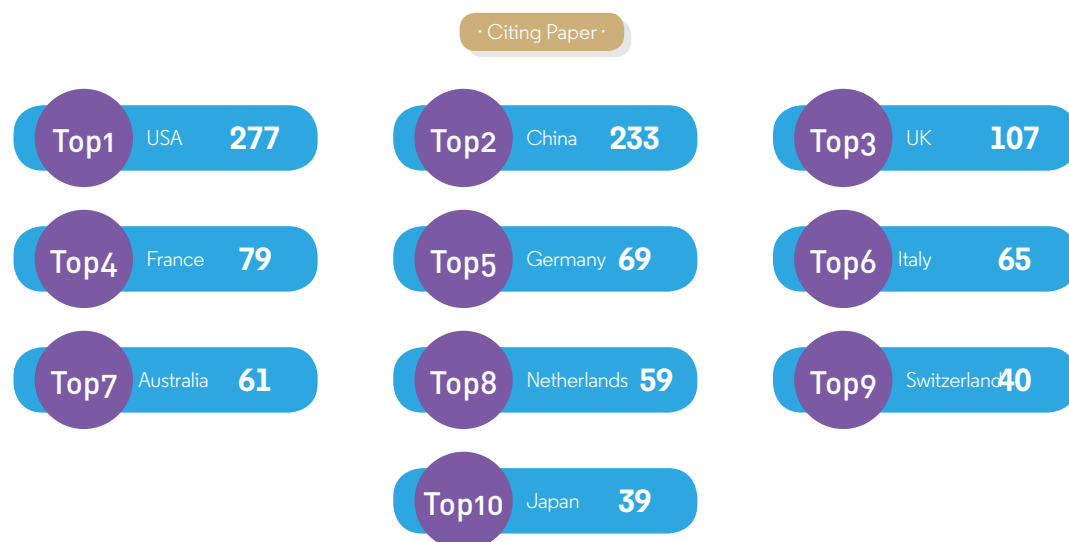 · Citing Paper ·
Top1 USA 277
Top2 China 233
Top3 UK 107
Top4 France 79
Top5 Germany 69
Top6 Italy 65
Top7 Australia 61
Top8 Netherlands 59
Top9 Switzerland 40
Top10 Japan 39